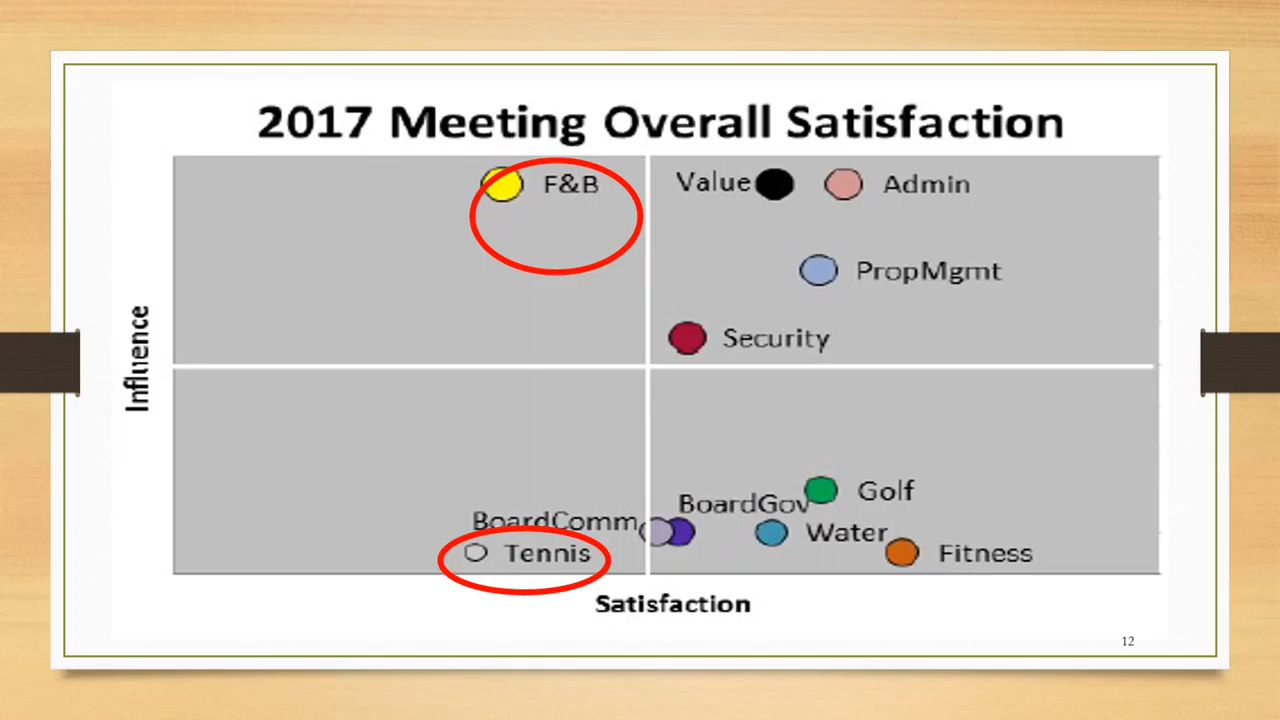 2017 Meeting Overall Satisfaction
F&B
Value
Admin
PropMgmt
Security
Influence
Golf
BoardGov
BoardComm
Water
Tennis
Fitness
Satisfaction
12